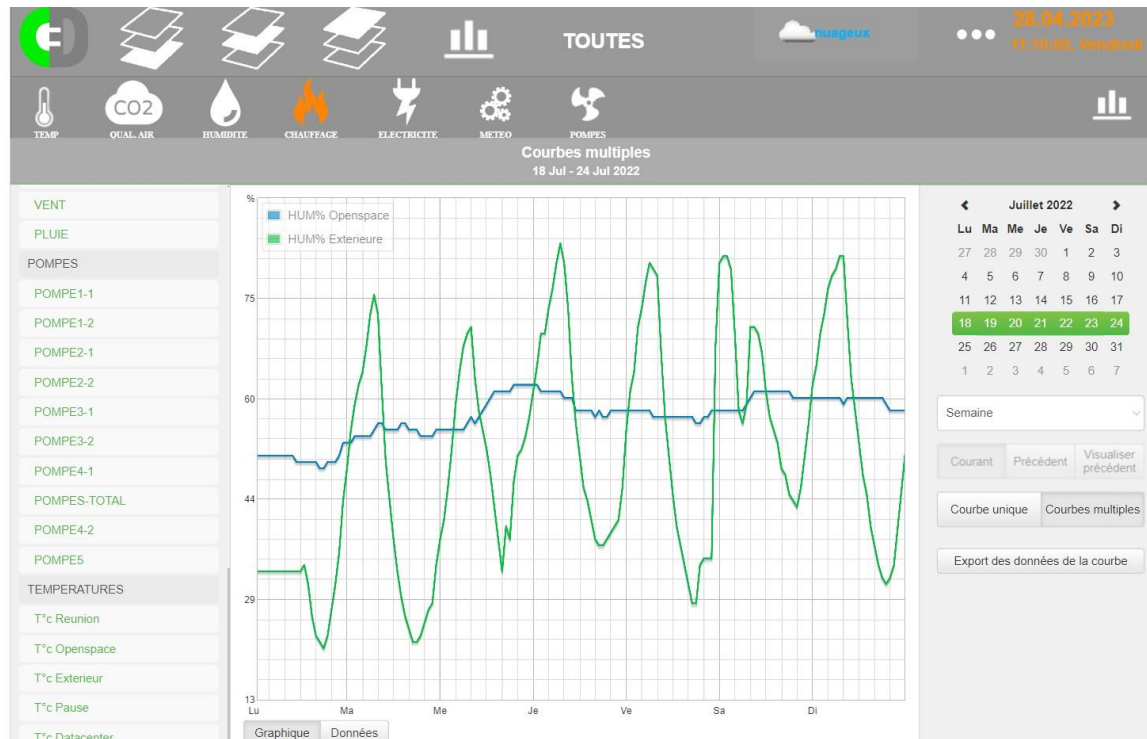 28.04.2023
TOUTES
nuageux
11:10:00, Vendredi
CO2
TEMP QUAL. AIR HUMIDITE CHAUFFAGE ELECTRICITE METEO POMPES
Courbes multiples
18 Jul - 24 Jul 2022
VENT
PLUIE
POMPES
POMPE1-1
POMPE1-2
POMPE2-1
POMPE2-2
POMPE3-1
POMPE3-2
POMPE4-1
POMPES-TOTAL
POMPE4-2
POMPE5
TEMPERATURES
T°c Reunion
T°c Openspace
T°c Exterieur
T°c Pause
T°c Datacenter
%
HUM% Openspace
HUM% Exterieure
75
60
44
29
13
Lu Ma Me Je Ve Sa Di
Graphique Données
Juillet 2022
Lu Ma Me Je Ve Sa Di
27 28 29 30 1 2 3
4 5 6 7 8 9 10
11 12 13 14 15 16 17
18 19 20 21 22 23 24
25 26 27 28 29 30 31
1 2 3 4 5 6 7
Semaine
Courant Précèdent Visualiser
précédent
Courbe unique Courbes multiples
Export des données de la courbe